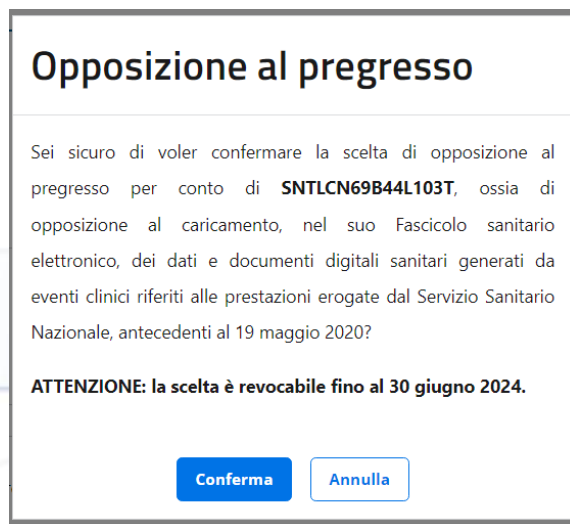 Opposizione al pregresso
Sei sicuro di voler confermare la scelta di opposizione al
pregresso per conto di SNTLCN69B44L103T, ossia di
opposizione al caricamento, nel suo Fascicolo sanitario
elettronico, dei dati e documenti digitali sanitari generati da
eventi clinici riferiti alle prestazioni erogate dal Servizio Sanitario
Nazionale, antecedenti al 19 maggio 2020?
ATTENZIONE: la scelta è revocabile fino al 30 giugno 2024.
Conferma
Annulla